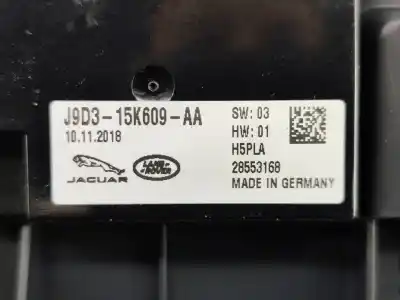 J9D3-15K609-AA
10.11.2018
SW: 03
HW: 01
H5PLA
28553168
MADE IN GERMANY
JAGUAR
LAND
ROVER